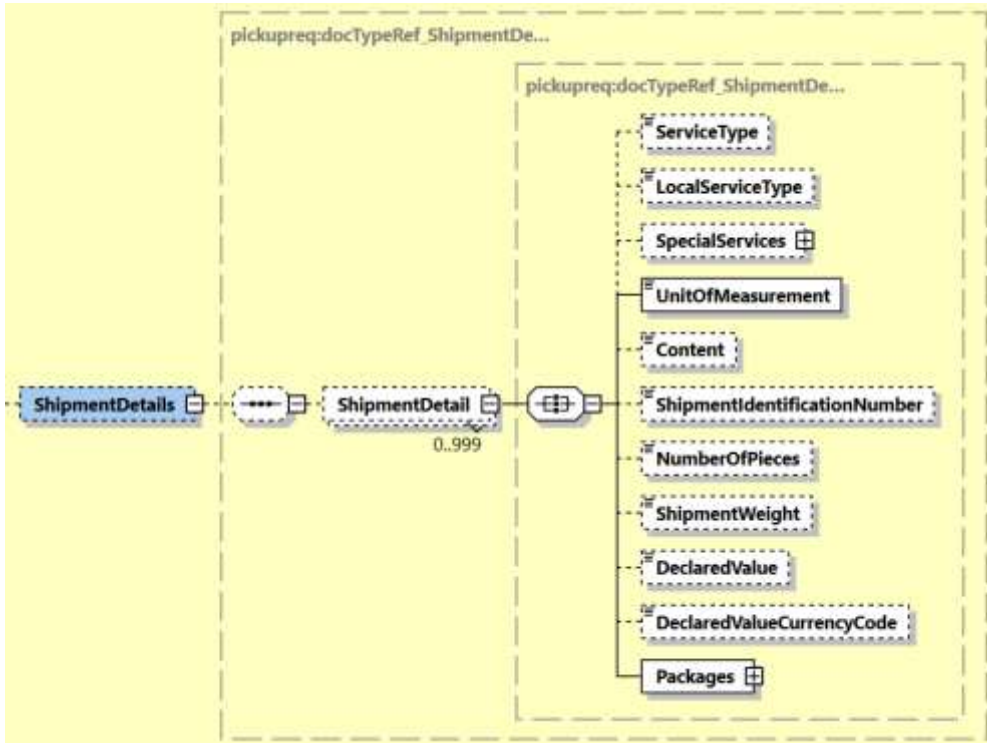 pickupreq:docTypeRef_ShipmentDe...
pickupreq:docTypeRef_ShipmentDe...
ServiceType
LocalServiceType
SpecialServices
UnitOfMeasurement
Content
ShipmentDetails
ShipmentDetail
0..999
ShipmentIdentificationNumber
NumberOfPieces
ShipmentWeight
DeclaredValue
DeclaredValueCurrencyCode
Packages